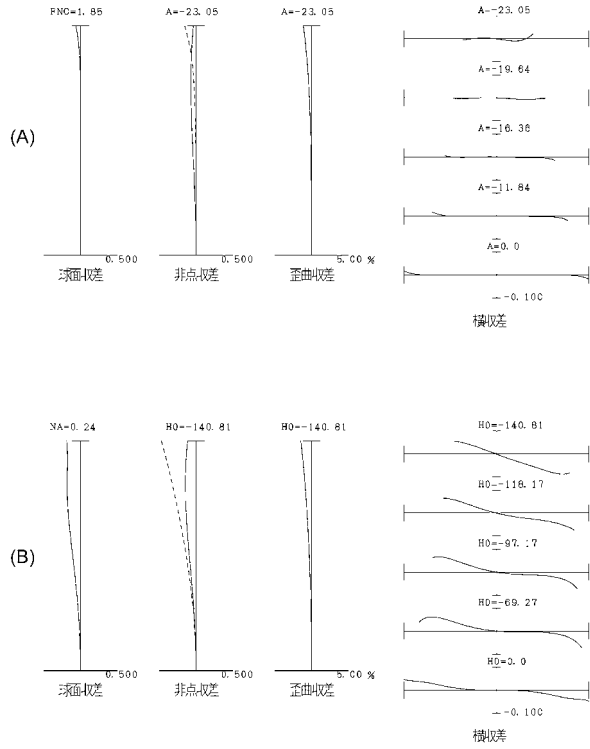 FNO=1.85
A=-23.05
A=-23.05
A=-23.05
A=-19.64
(A)
A=-16.36
A=-11.84
0.500
0.500
5.00 %
A=0.0
球面収差
非点収差
歪曲収差
-0.100
横収差
NA=0.24
H0=-140.81
H0=-140.81
H0=-140.81
H0=-118.17
(B)
H0=-97.17
H0=-69.27
0.500
0.500
5.00 %
H0=0.0
球面収差
非点収差
歪曲収差
-0.100
横収差